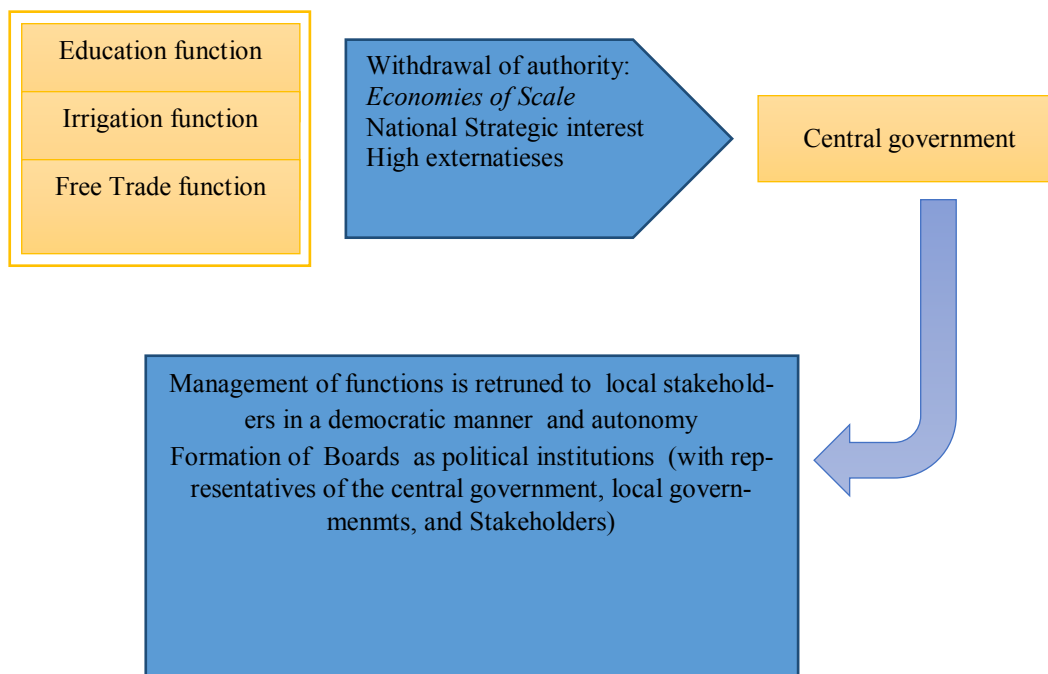 Education function
Irrigation function
Free Trade function
Withdrawal of authority:
Economies of Scale
National Strategic interest
High externatieses
Central government
Management of functions is retruned to local stakehold-
ers in a democratic manner and autonomy
Formation of Boards as political institutions (with rep-
resentatives of the central government, local govern-
menmts, and Stakeholders)